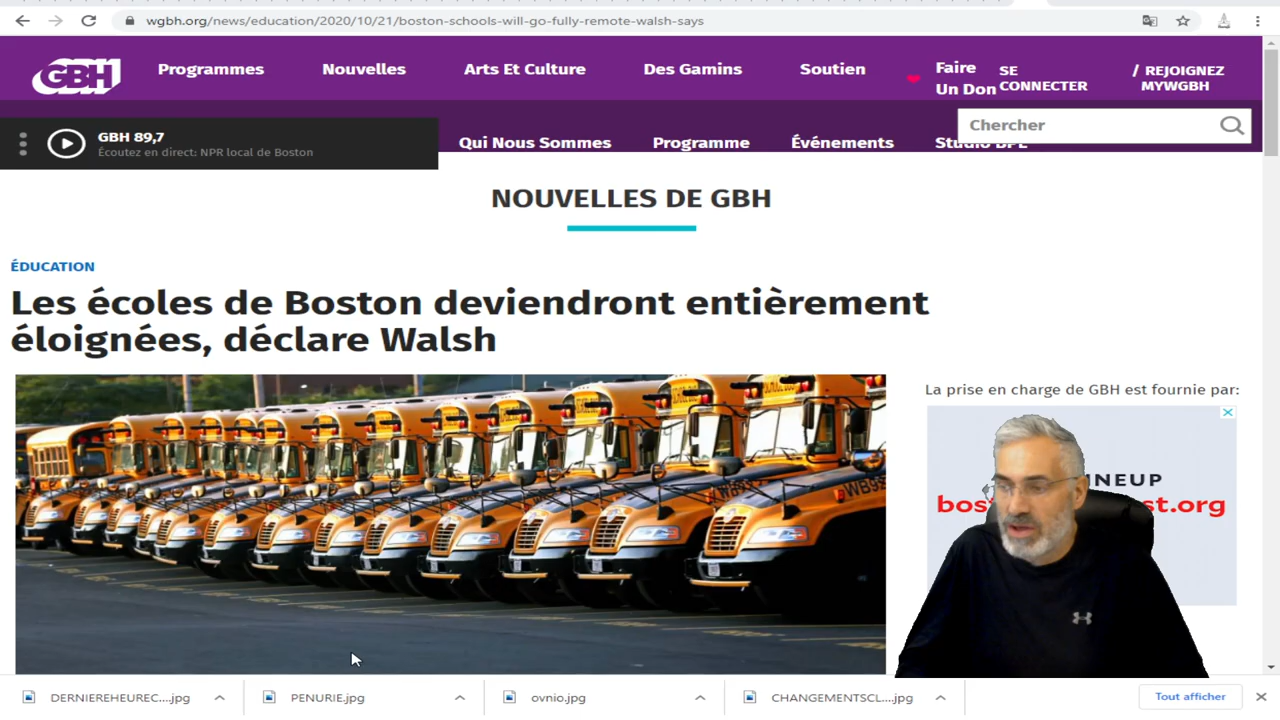 wgbh.org/news/education/2020/10/21/boston-schools-will-go-fully-remote-walsh-says
GBH
Programmes
Nouvelles
Arts Et Culture
Des Gamins
Soutien
Faire
Un Don
SE
CONNECTER
/ REJOIGNEZ
MYWGBH
Chercher
GBH 89,7
Écoutez en direct: NPR local de Boston
Qui Nous Sommes
Programme
Événements
NOUVELLES DE GBH
ÉDUCATION
Les écoles de Boston deviendront entièrement
éloignées, déclare Walsh
La prise en charge de GBH est fournie par:
DERNIEREHEUREC....jpg
PENURIE.jpg
ovnio.jpg
CHANGEMENTSCL....jpg
Tout afficher